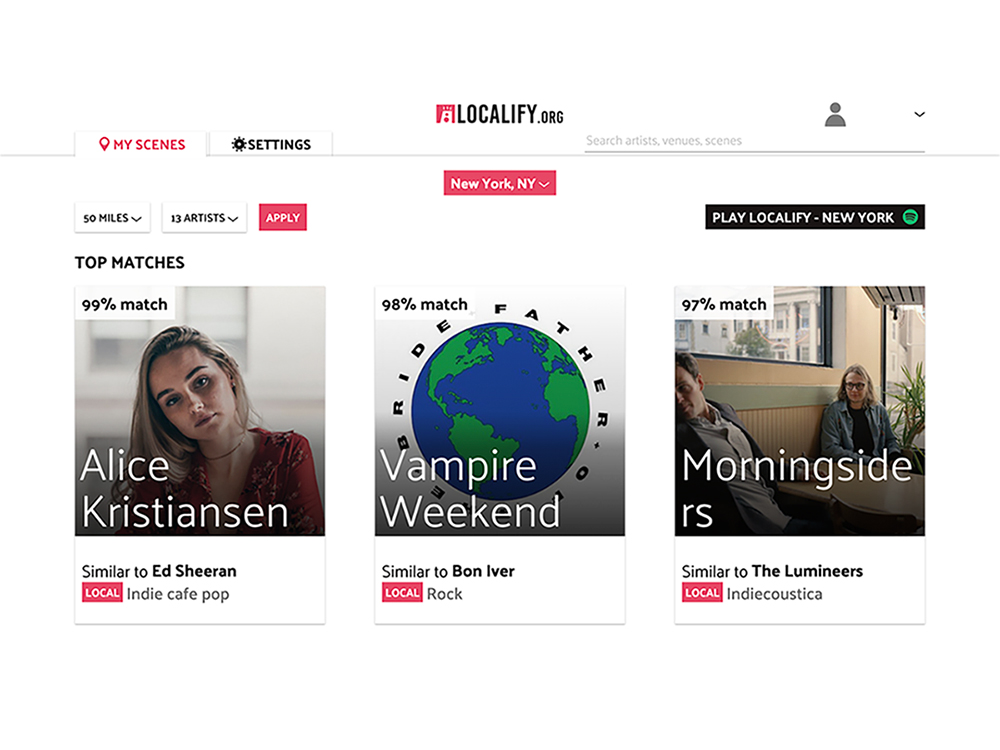 LOCALIFY.ORG
MY SCENES
SETTINGS
Search artists, venues, scenes
New York, NY
50 MILES
13 ARTISTS
APPLY
PLAY LOCALIFY - NEW YORK
TOP MATCHES
99% match
Alice
Kristiansen
Similar to Ed Sheeran
LOCAL Indie cafe pop
98% match
BRIDE FATHER
Vampire
Weekend
Similar to Bon Iver
LOCAL Rock
97% match
Morningside
rs
Similar to The Lumineers
LOCAL Indiecoustica